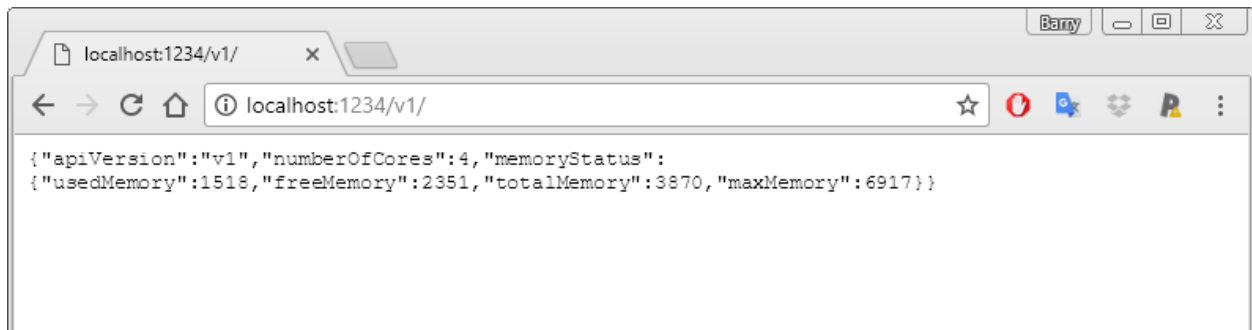 Barry
localhost:1234/v1/
localhost:1234/v1/
{"apiVersion":"v1","numberOfCores":4,"memoryStatus":
{"usedMemory":1518,"freeMemory":2351,"totalMemory":3870,"maxMemory":6917}}